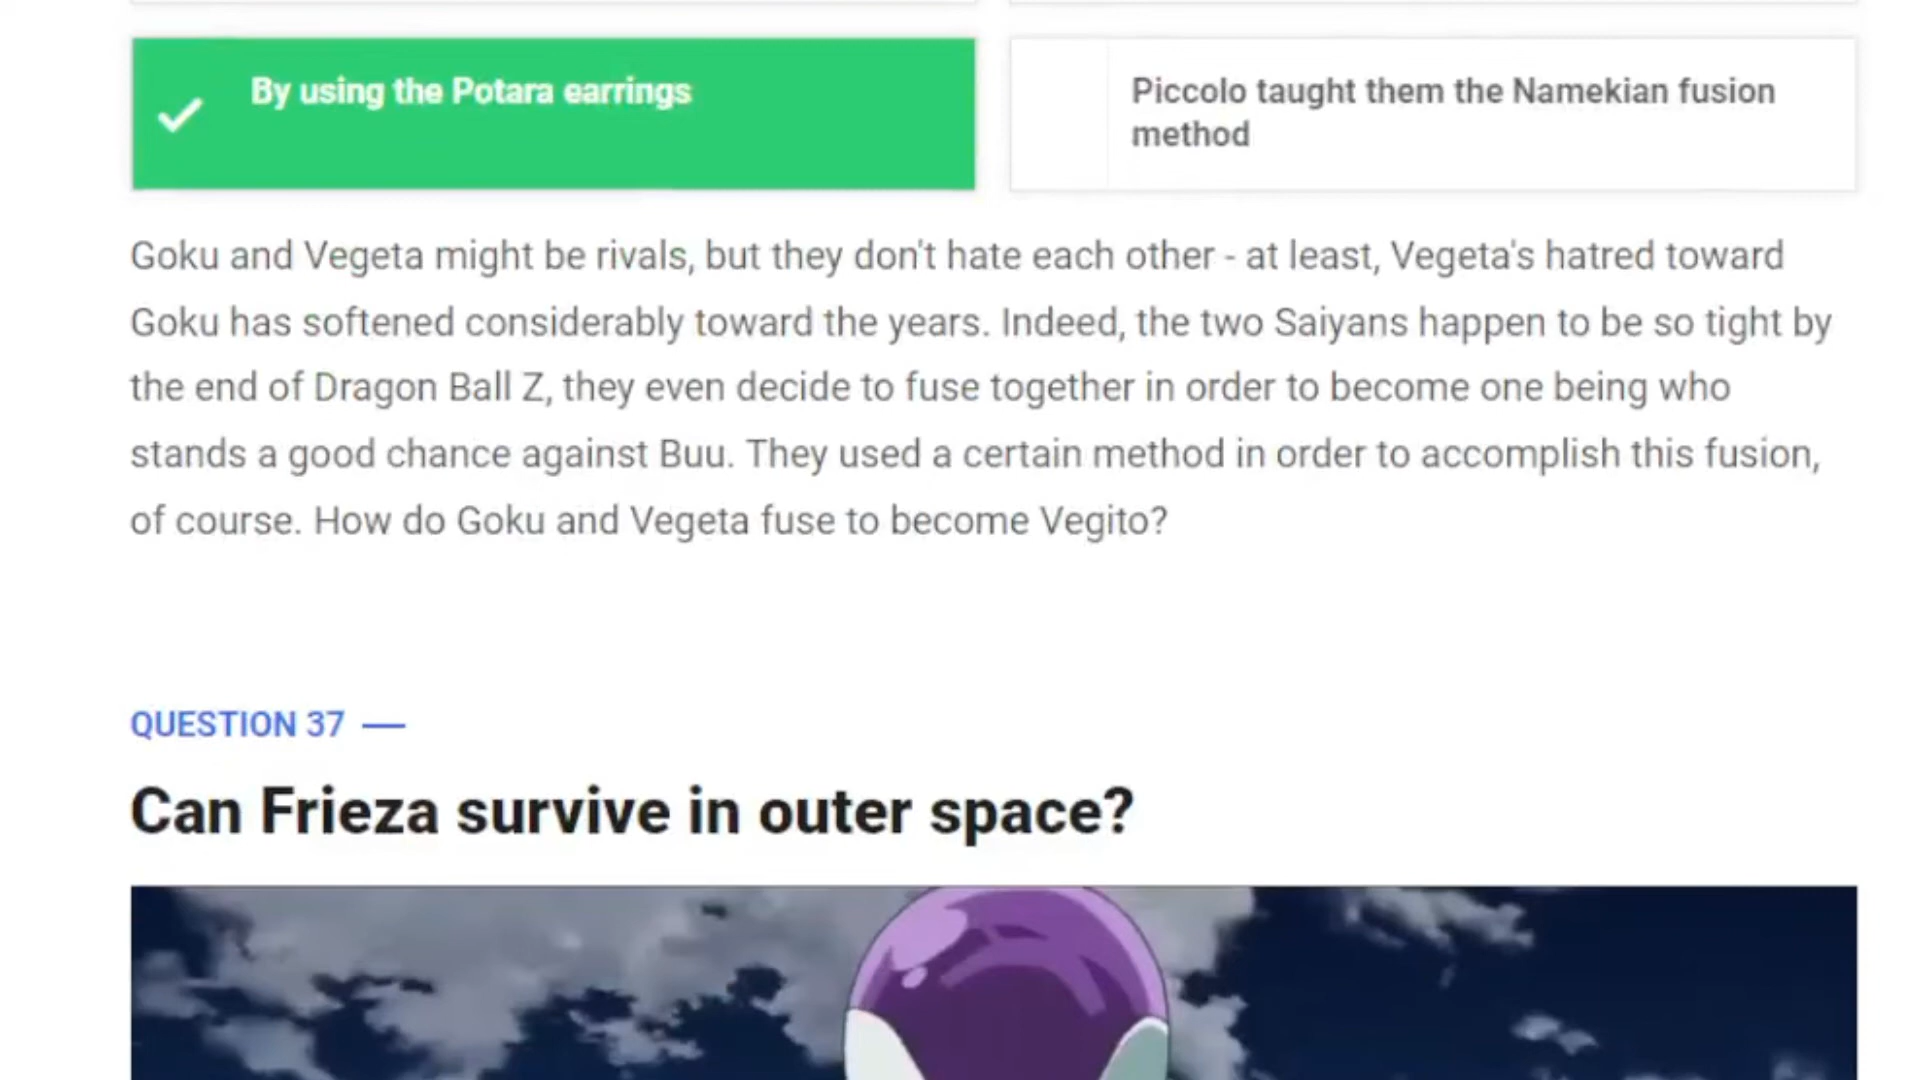 By using the Potara earrings
Piccolo taught them the Namekian fusion
method
Goku and Vegeta might be rivals, but they don't hate each other - at least, Vegeta's hatred toward
Goku has softened considerably toward the years. Indeed, the two Saiyans happen to be so tight by
the end of Dragon Ball Z, they even decide to fuse together in order to become one being who
stands a good chance against Buu. They used a certain method in order to accomplish this fusion,
of course. How do Goku and Vegeta fuse to become Vegito?
QUESTION 37
Can Frieza survive in outer space?